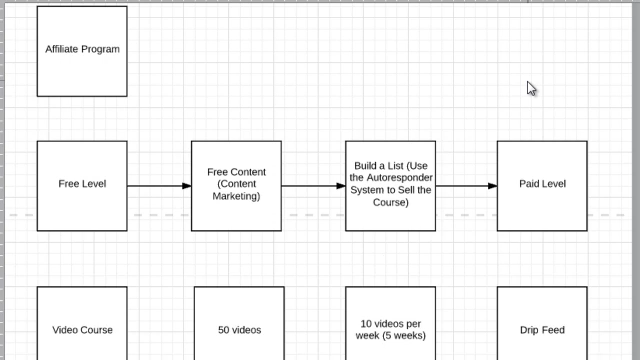 Affiliate Program
Free Level
Free Content
(Content
Marketing)
Build a List (Use
the Autoresponder
System to Sell the
Course)
Paid Level
Video Course
50 videos
10 videos per
week (5 weeks)
Drip Feed